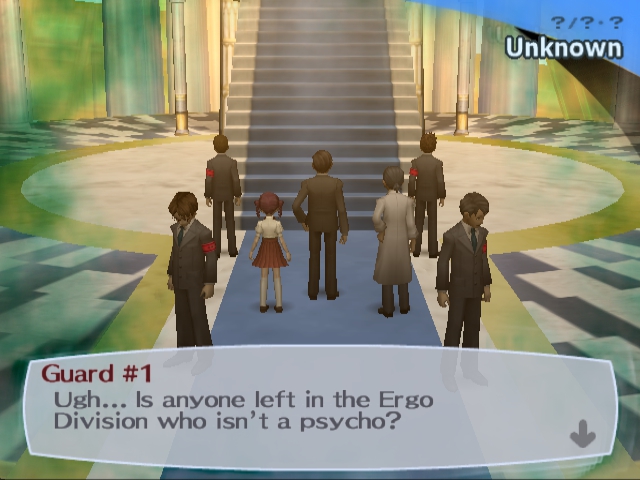 ?/?・?
Unknown
Guard #1
Ugh... Is anyone left in the Ergo
Division who isn't a psycho?